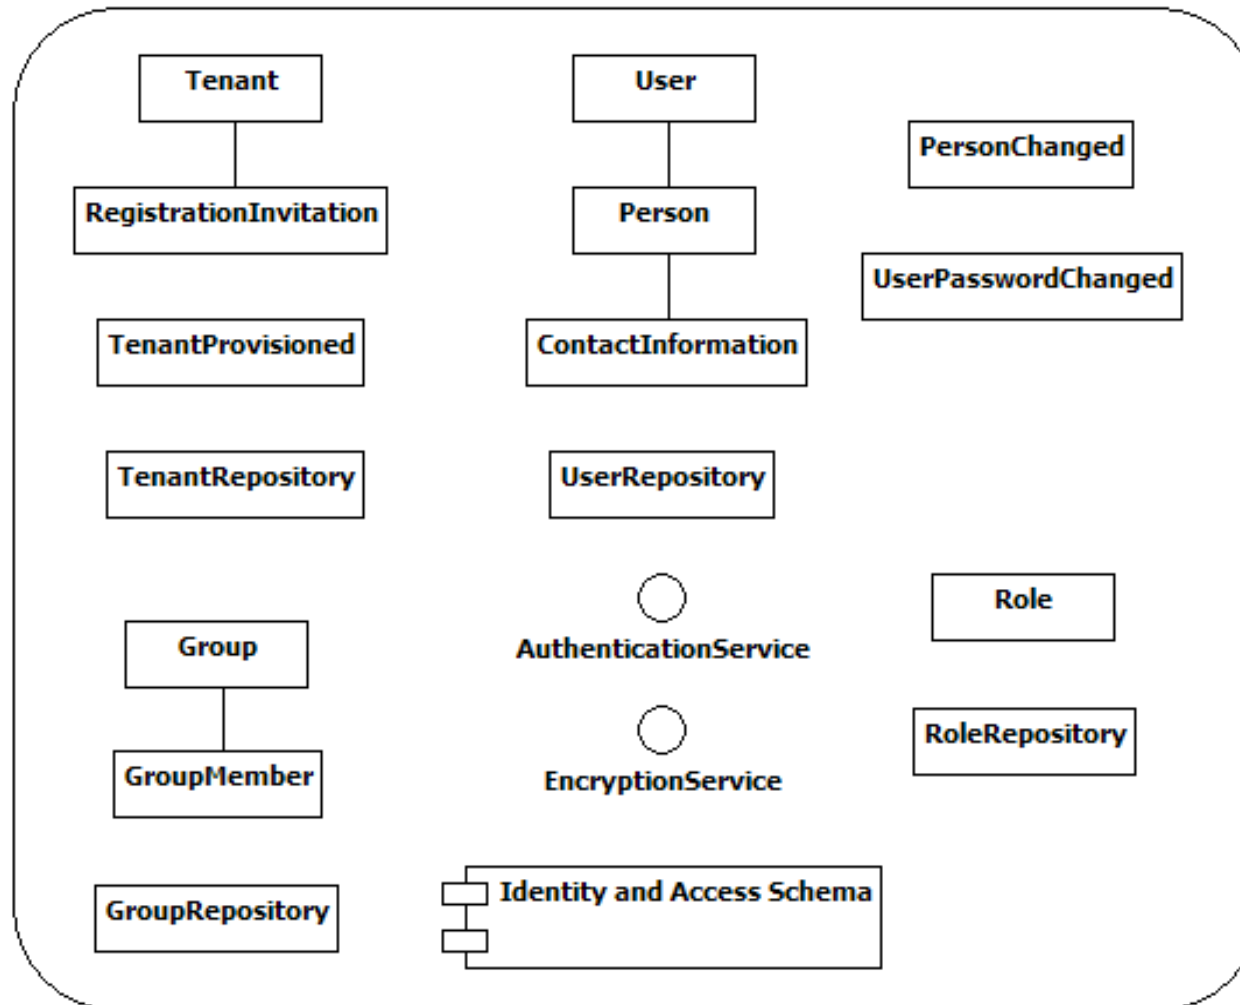 Tenant
User
PersonChanged
RegistrationInvitation
Person
UserPasswordChanged
TenantProvisioned
ContactInformation
TenantRepository
UserRepository
Role
AuthenticationService
Group
RoleRepository
GroupMember
EncryptionService
Identity and Access Schema
GroupRepository